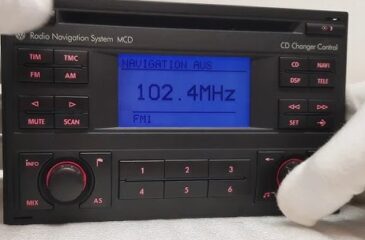 Radio Navigation System MCD
CD Changer Control
TIM TMC
FM AM
MUTE SCAN
NAVIGATION AUS
102.4MHz
FM1
CD NAVI
DSP TELE
SET
INFO
MIX AS
1 2 3
4 5 6